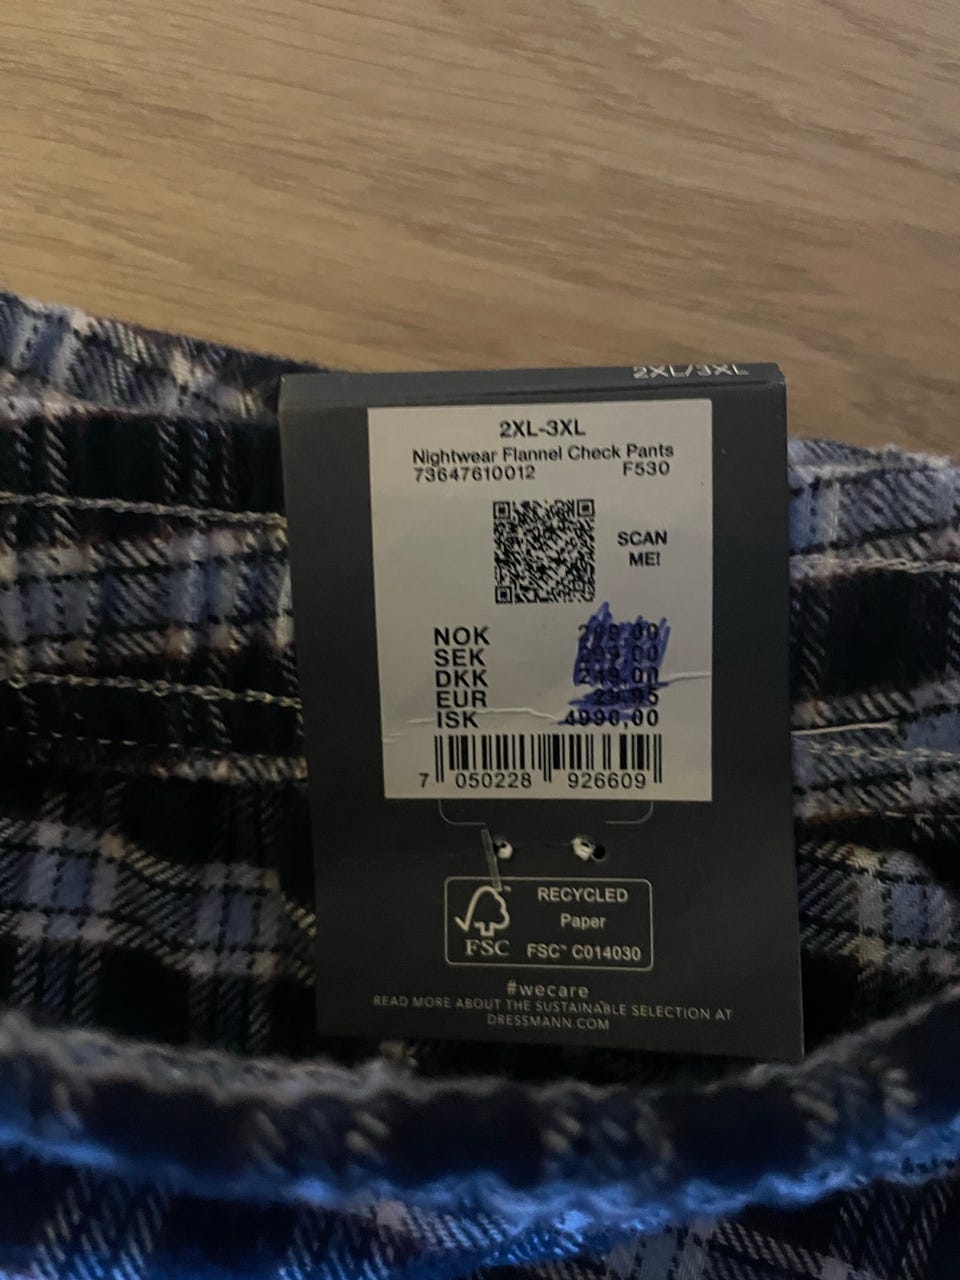 2XL/3XL
2XL-3XL
Nightwear Flannel Check Pants
73647610012 F530
SCAN
ME!
NOK
SEK
DKK
EUR
ISK 4990,00
7 050228 926609
FSC
RECYCLED
Paper
FSC™ C014030
#wecare
READ MORE ABOUT THE SUSTAINABLE SELECTION AT
DRESSMANN.COM